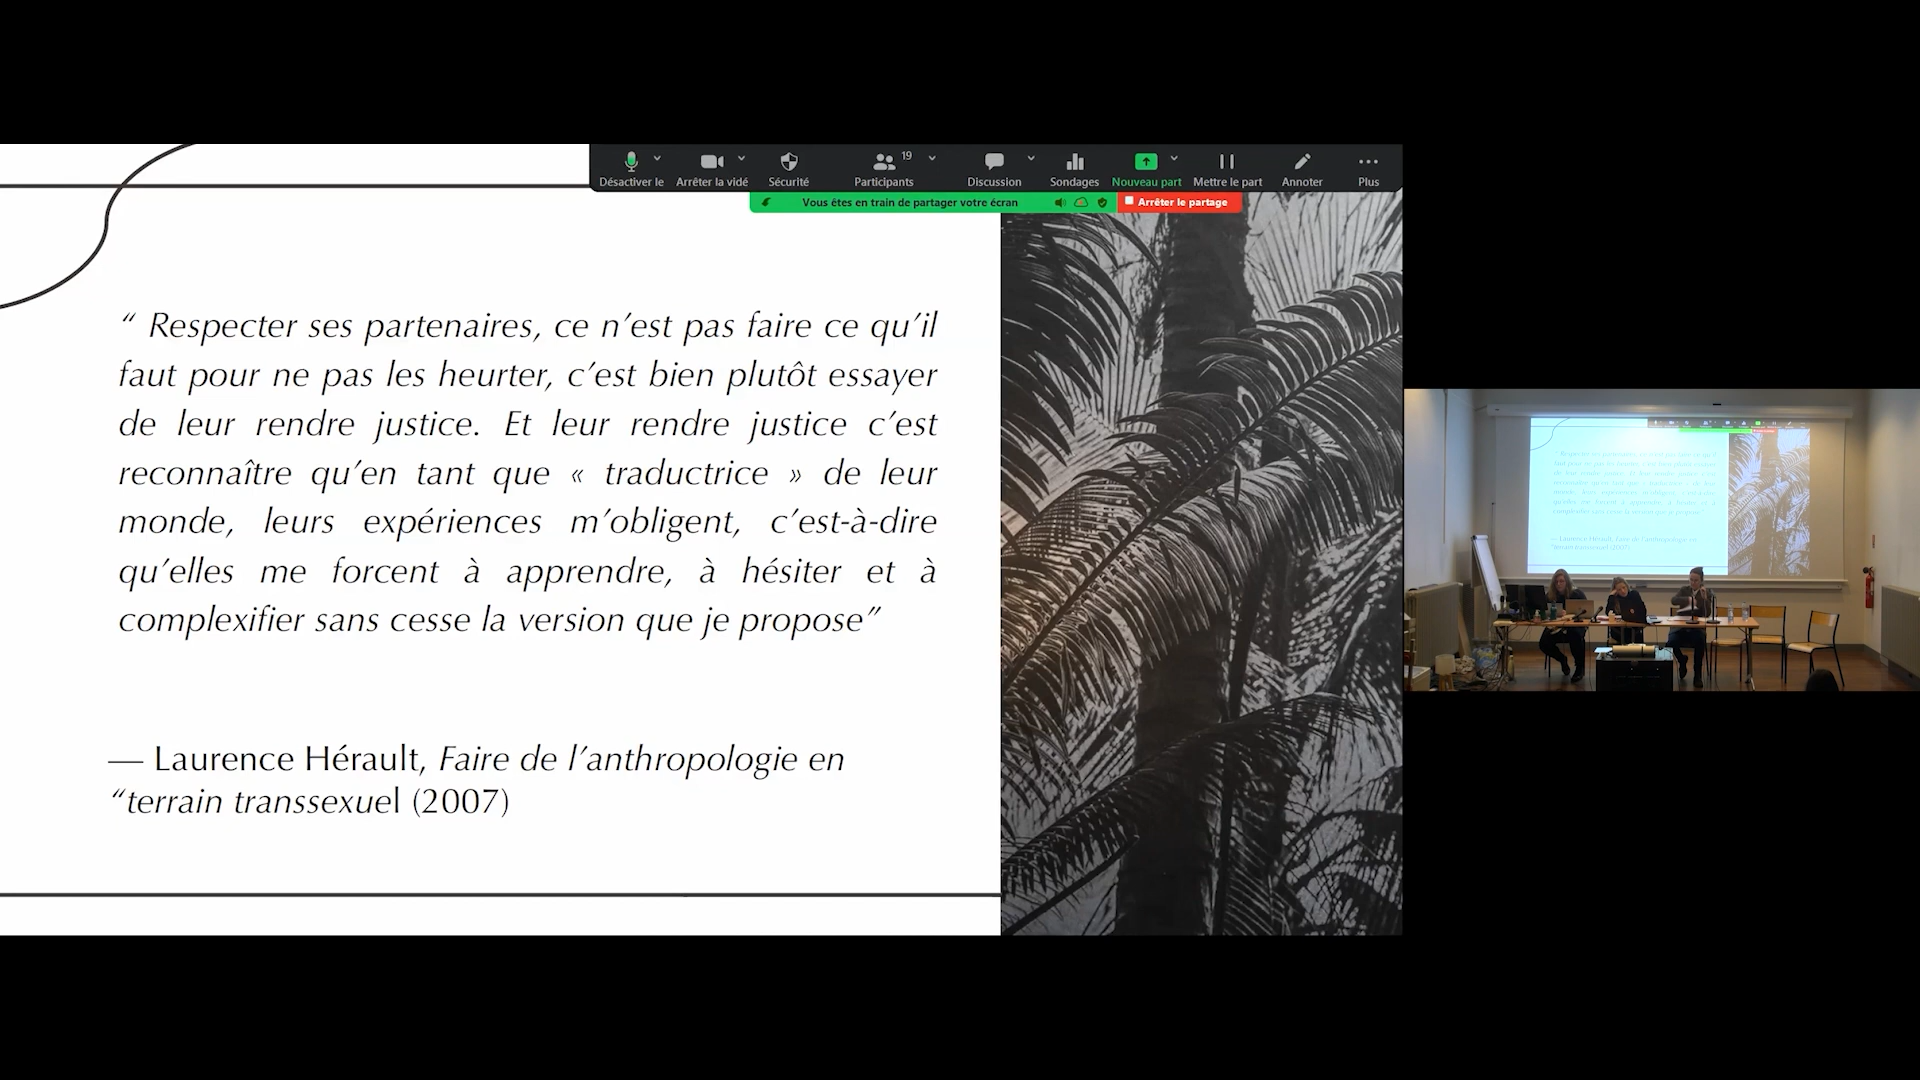 19
Désactiver le
Arrêter la vidé
Sécurité
Participants
Discussion
Sondages
Nouveau part
Mettre le part
Annoter
Plus
Vous êtes en train de partager votre écran
Arrêter le partage
“ Respecter ses partenaires, ce n’est pas faire ce qu’il
faut pour ne pas les heurter, c’est bien plutôt essayer
de leur rendre justice. Et leur rendre justice c’est
reconnaître qu’en tant que « traductrice » de leur
monde, leurs expériences m’obligent, c’est-à-dire
qu’elles me forcent à apprendre, à hésiter et à
complexifier sans cesse la version que je propose”
— Laurence Hérault, Faire de l’anthropologie en
“terrain transsexuel (2007)